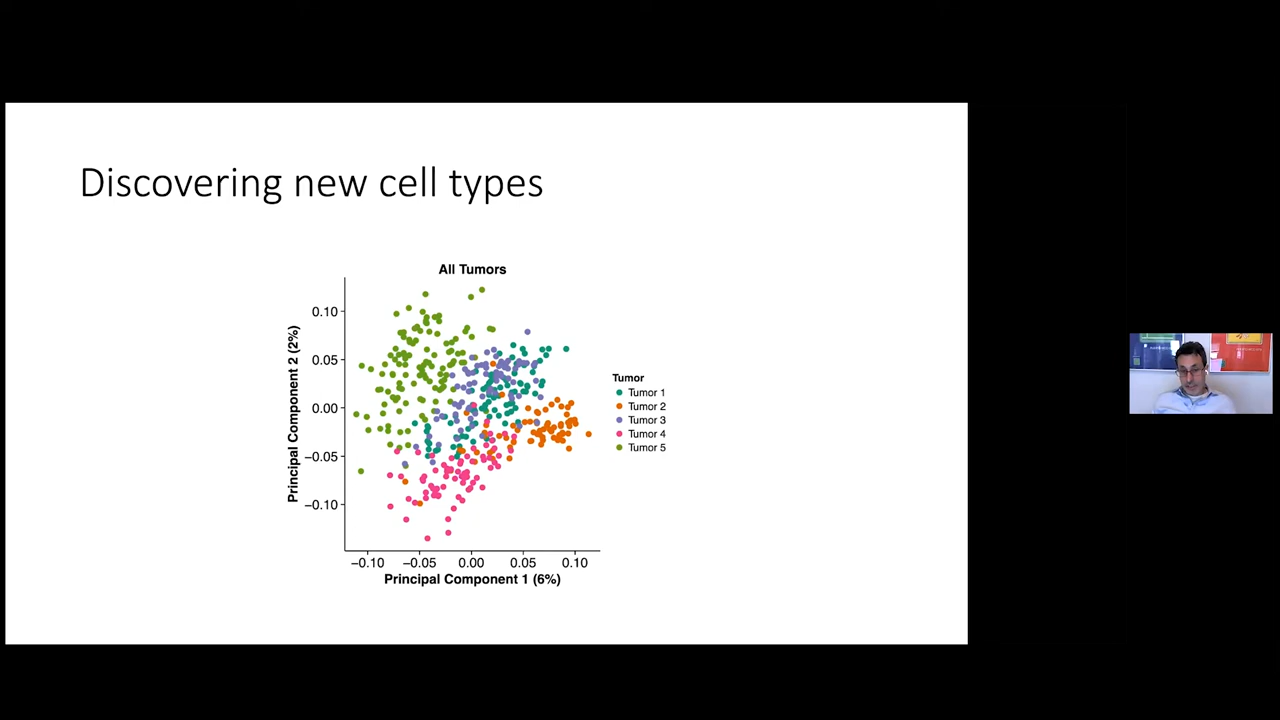 Discovering new cell types
All Tumors
Principal Component 2 (2%)
0.10
0.05
0.00
−0.05
−0.10
−0.10 −0.05 0.00 0.05 0.10
Principal Component 1 (6%)
Tumor
Tumor 1
Tumor 2
Tumor 3
Tumor 4
Tumor 5